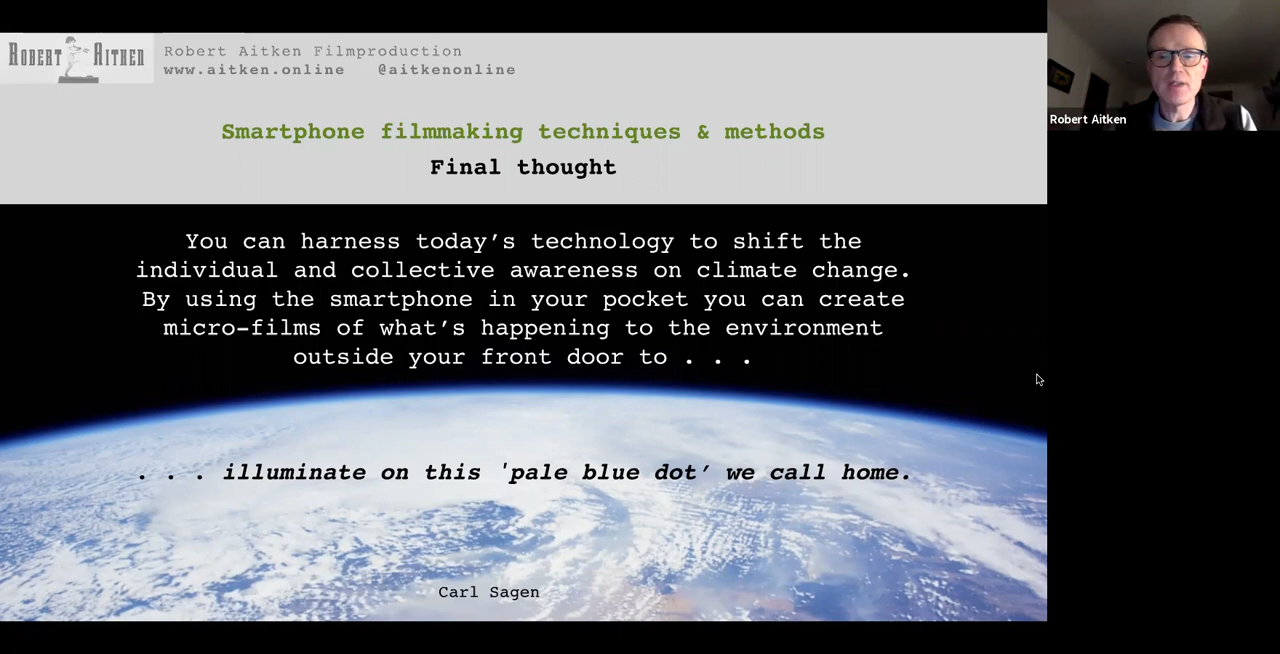 ROBERT AITKEN
Robert Aitken Filmproduction
www.aitken.online @aitkenonline
Smartphone filmmaking techniques & methods
Final thought
You can harness today’s technology to shift the
individual and collective awareness on climate change.
By using the smartphone in your pocket you can create
micro-films of what’s happening to the environment
outside your front door to . . .
. . . illuminate on this 'pale blue dot’ we call home.
Carl Sagen
Robert Aitken